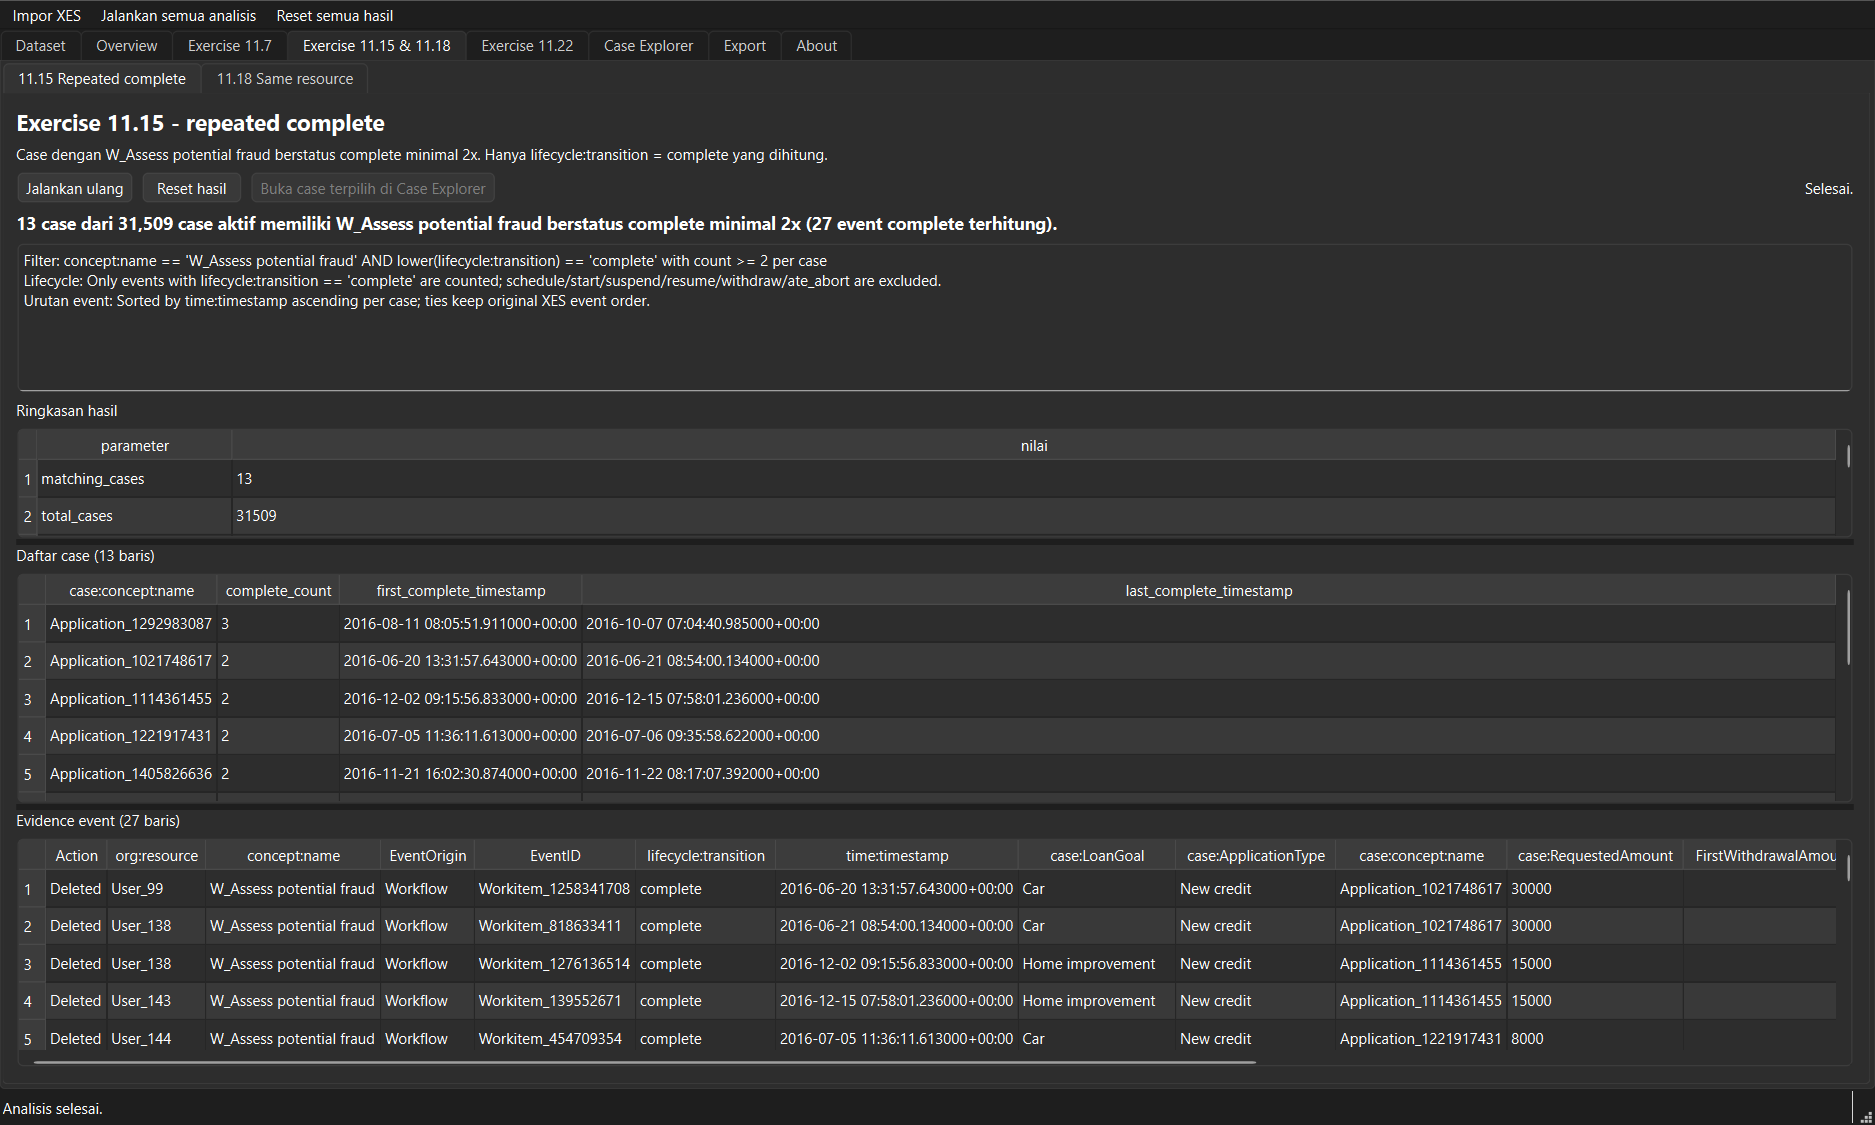 Impor XES Jalankan semua analisis Reset semua hasil
Dataset Overview Exercise 11.7 Exercise 11.15 & 11.18 Exercise 11.22 Case Explorer Export About
11.15 Repeated complete 11.18 Same resource
Exercise 11.15 - repeated complete
Case dengan W_Assess potential fraud berstatus complete minimal 2x. Hanya lifecycle:transition = complete yang dihitung.
Jalankan ulang Reset hasil Buka case terpilih di Case Explorer Selesai.
13 case dari 31,509 case aktif memiliki W_Assess potential fraud berstatus complete minimal 2x (27 event complete terhitung).
Filter: concept:name == 'W_Assess potential fraud' AND lower(lifecycle:transition) == 'complete' with count >= 2 per case
Lifecycle: Only events with lifecycle:transition == 'complete' are counted; schedule/start/suspend/resume/withdraw/ate_abort are excluded.
Urutan event: Sorted by time:timestamp ascending per case; ties keep original XES event order.
Ringkasan hasil
parameter nilai
1 matching_cases 13
2 total_cases 31509
Daftar case (13 baris)
case:concept:name complete_count first_complete_timestamp last_complete_timestamp
1 Application_1292983087 3 2016-08-11 08:05:51.911000+00:00 2016-10-07 07:04:40.985000+00:00
2 Application_1021748617 2 2016-06-20 13:31:57.643000+00:00 2016-06-21 08:54:00.134000+00:00
3 Application_1114361455 2 2016-12-02 09:15:56.833000+00:00 2016-12-15 07:58:01.236000+00:00
4 Application_1221917431 2 2016-07-05 11:36:11.613000+00:00 2016-07-06 09:35:58.622000+00:00
5 Application_1405826636 2 2016-11-21 16:02:30.874000+00:00 2016-11-22 08:17:07.392000+00:00
Evidence event (27 baris)
Action org:resource concept:name EventOrigin EventID lifecycle:transition time:timestamp case:LoanGoal case:ApplicationType case:concept:name case:RequestedAmount FirstWithdrawalAmou
1 Deleted User_99 W_Assess potential fraud Workflow Workitem_1258341708 complete 2016-06-20 13:31:57.643000+00:00 Car New credit Application_1021748617 30000
2 Deleted User_138 W_Assess potential fraud Workflow Workitem_818633411 complete 2016-06-21 08:54:00.134000+00:00 Car New credit Application_1021748617 30000
3 Deleted User_138 W_Assess potential fraud Workflow Workitem_1276136514 complete 2016-12-02 09:15:56.833000+00:00 Home improvement New credit Application_1114361455 15000
4 Deleted User_143 W_Assess potential fraud Workflow Workitem_139552671 complete 2016-12-15 07:58:01.236000+00:00 Home improvement New credit Application_1114361455 15000
5 Deleted User_144 W_Assess potential fraud Workflow Workitem_454709354 complete 2016-07-05 11:36:11.613000+00:00 Car New credit Application_1221917431 8000
Analisis selesai.